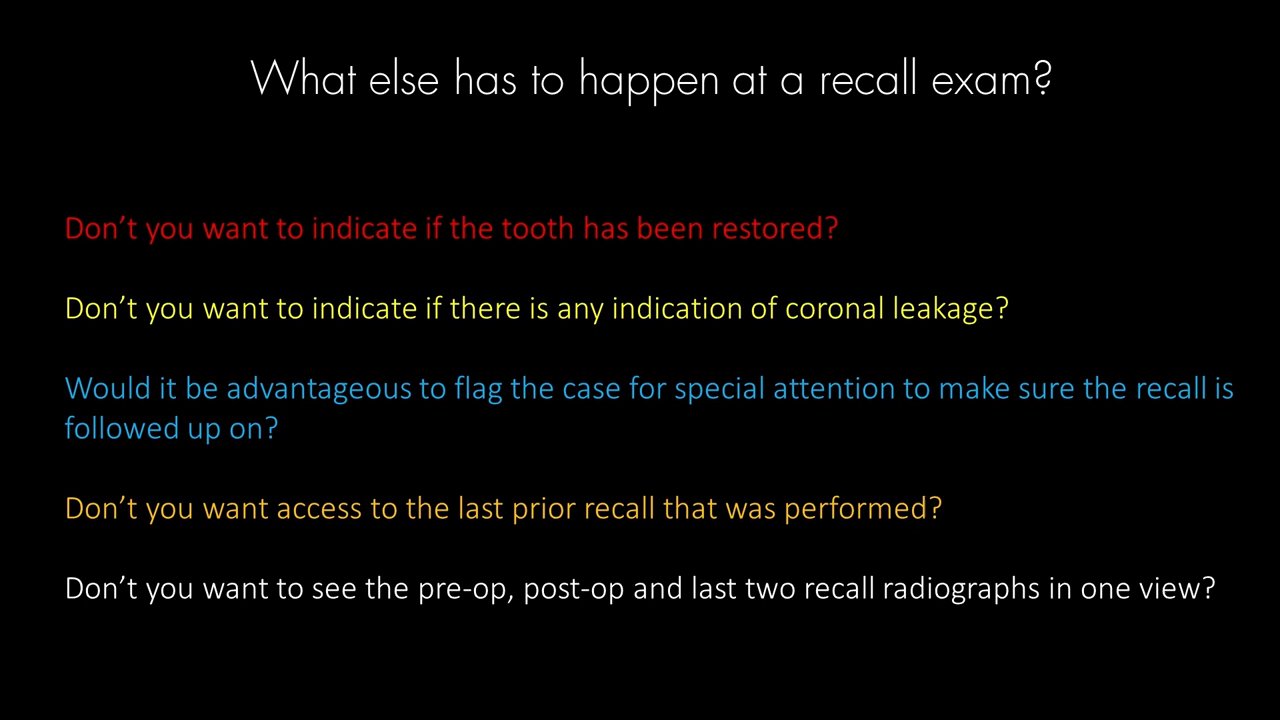 What else has to happen at a recall exam?
Don’t you want to indicate if the tooth has been restored?
Don’t you want to indicate if there is any indication of coronal leakage?
Would it be advantageous to flag the case for special attention to make sure the recall is
followed up on?
Don’t you want access to the last prior recall that was performed?
Don’t you want to see the pre-op, post-op and last two recall radiographs in one view?